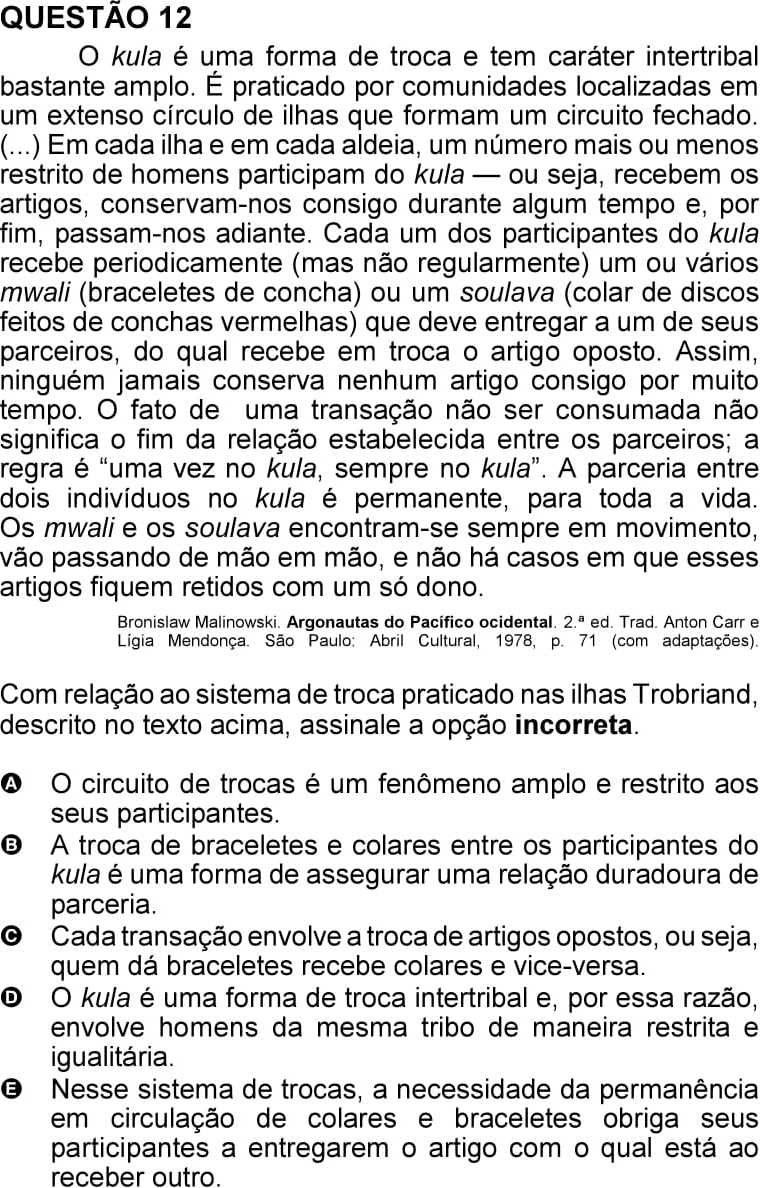 QUESTÃO 12
O kula é uma forma de troca e tem caráter intertribal
bastante amplo. É praticado por comunidades localizadas em
um extenso círculo de ilhas que formam um circuito fechado.
(...) Em cada ilha e em cada aldeia, um número mais ou menos
restrito de homens participam do kula — ou seja, recebem os
artigos, conservam-nos consigo durante algum tempo e, por
fim, passam-nos adiante. Cada um dos participantes do kula
recebe periodicamente (mas não regularmente) um ou vários
mwali (braceletes de concha) ou um soulava (colar de discos
feitos de conchas vermelhas) que deve entregar a um de seus
parceiros, do qual recebe em troca o artigo oposto. Assim,
ninguém jamais conserva nenhum artigo consigo por muito
tempo. O fato de uma transação não ser consumada não
significa o fim da relação estabelecida entre os parceiros; a
regra é “uma vez no kula, sempre no kula”. A parceria entre
dois indivíduos no kula é permanente, para toda a vida.
Os mwali e os soulava encontram-se sempre em movimento,
vão passando de mão em mão, e não há casos em que esses
artigos fiquem retidos com um só dono.
Bronislaw Malinowski. Argonautas do Pacífico ocidental. 2.ª ed. Trad. Anton Carr e
Lígia Mendonça. São Paulo: Abril Cultural, 1978, p. 71 (com adaptações).
Com relação ao sistema de troca praticado nas ilhas Trobriand,
descrito no texto acima, assinale a opção incorreta.
A O circuito de trocas é um fenômeno amplo e restrito aos
seus participantes.
B A troca de braceletes e colares entre os participantes do
kula é uma forma de assegurar uma relação duradoura de
parceria.
C Cada transação envolve a troca de artigos opostos, ou seja,
quem dá braceletes recebe colares e vice-versa.
D O kula é uma forma de troca intertribal e, por essa razão,
envolve homens da mesma tribo de maneira restrita e
igualitária.
E Nesse sistema de trocas, a necessidade da permanência
em circulação de colares e braceletes obriga seus
participantes a entregarem o artigo com o qual está ao
receber outro.